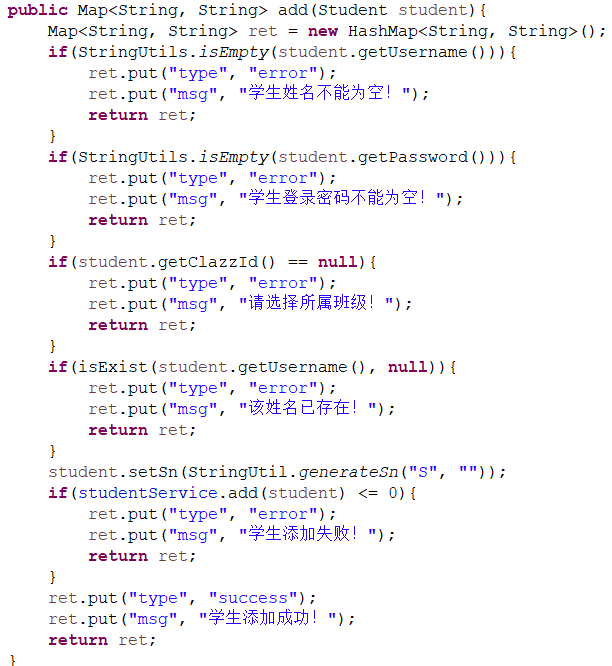 public Map<String, String> add(Student student){
    Map<String, String> ret = new HashMap<String, String>();
    if(StringUtils.isEmpty(student.getUsername())){
        ret.put("type", "error");
        ret.put("msg", "学生姓名不能为空！");
        return ret;
    }
    if(StringUtils.isEmpty(student.getPassword())){
        ret.put("type", "error");
        ret.put("msg", "学生登录密码不能为空！");
        return ret;
    }
    if(student.getClazzId() == null){
        ret.put("type", "error");
        ret.put("msg", "请选择所属班级！");
        return ret;
    }
    if(isExist(student.getUsername(), null)){
        ret.put("type", "error");
        ret.put("msg", "该姓名已存在！");
        return ret;
    }
    student.setSn(StringUtil.generateSn("S", ""));
    if(studentService.add(student) <= 0){
        ret.put("type", "error");
        ret.put("msg", "学生添加失败！");
        return ret;
    }
    ret.put("type", "success");
    ret.put("msg", "学生添加成功！");
    return ret;
}